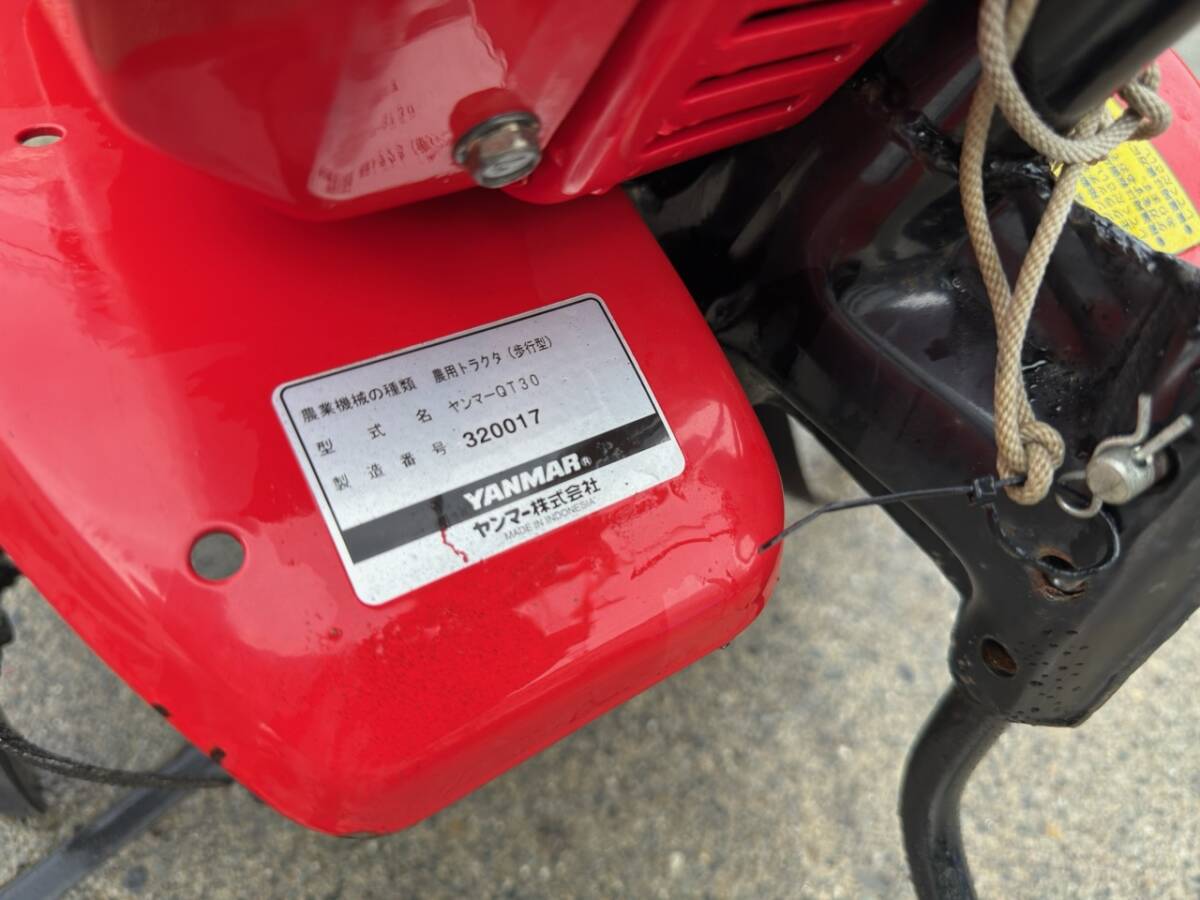 農業機械の種類 農用トラクタ（歩行型）
型式名 ヤンマーQT30
製造番号 320017
YANMAR®
ヤンマー株式会社
MADE IN INDONESIA